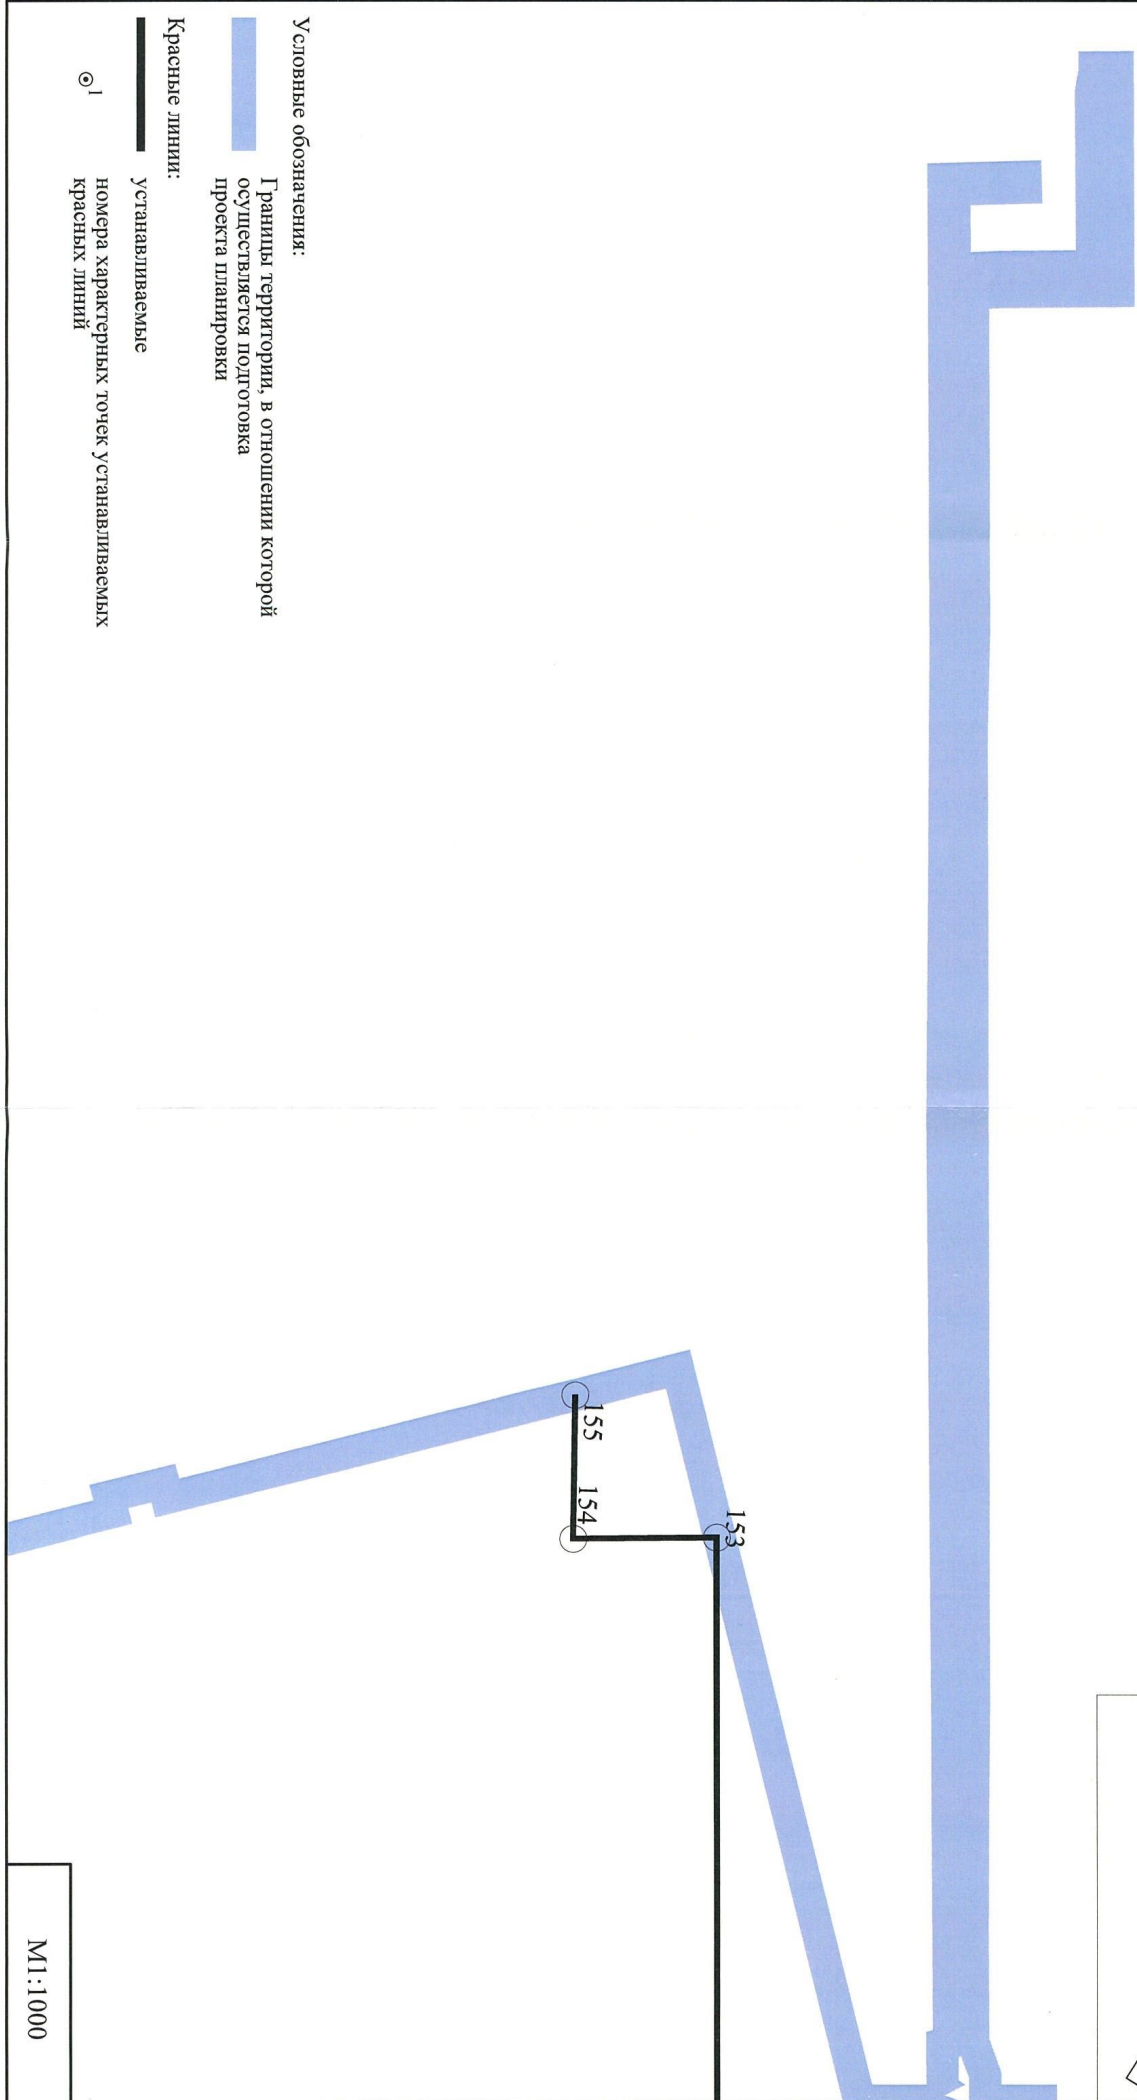 Условные обозначения:
Границы территории, в отношении которой
осуществляется подготовка
проекта планировки
Красные линии:
устанавливаемые
1
номера характерных точек устанавливаемых
красных линий
153
154
155
М1:1000